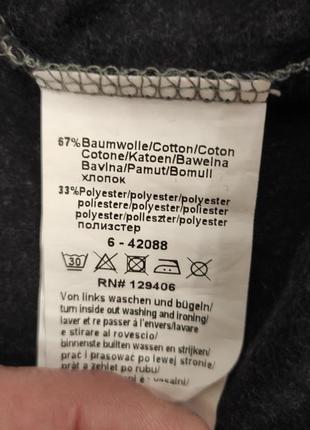 67% Baumwolle/Cotton/Coton
Cotone/Katoen/Bawelna
Bavlna/Pamut/Bomull
хлопок
33% Polyester/polyester/polyester
poliestere/polyester/poliester
polyester/poliészter/polyester
полиэстер
6 - 42088
30
RN# 129406
Von links waschen und bügeln/
turn inside out washing and ironing/
laver et re passer á l'envers/lavare
e stirare al rovescio/
binnenste builten wassen en strijken/
prać i prasować po lewej stronie/
prát a žehlet po rubu/